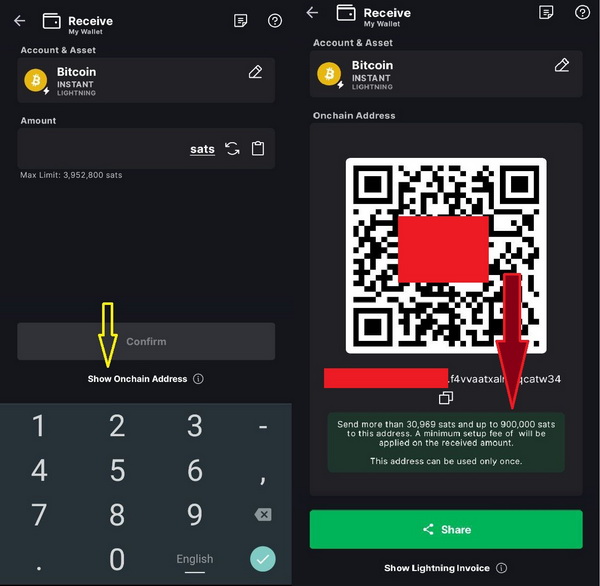 Receive
My Wallet
Account & Asset
Bitcoin
INSTANT
LIGHTNING
Amount
sats
Max Limit: 3,952,800 sats
Confirm
Show Onchain Address
1 2 3 -
4 5 6 ,
7 8 9
. 0 English
Receive
My Wallet
Account & Asset
Bitcoin
INSTANT
LIGHTNING
Onchain Address
qcatw34
Send more than 30,969 sats and up to 900,000 sats
to this address. A minimum setup fee of will be
applied on the received amount.
This address can be used only once.
Share
Show Lightning Invoice